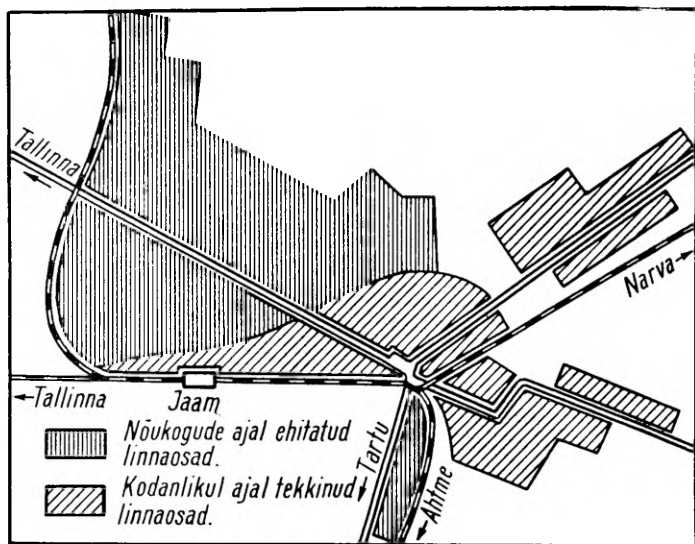 Tallinna
Narva
Tallinna
Jaam
Nõukogude ajal ehitatud
linnaosad.
Kodanlikul ajal tekkinud
linnaosad.
Tartu
Ahtme